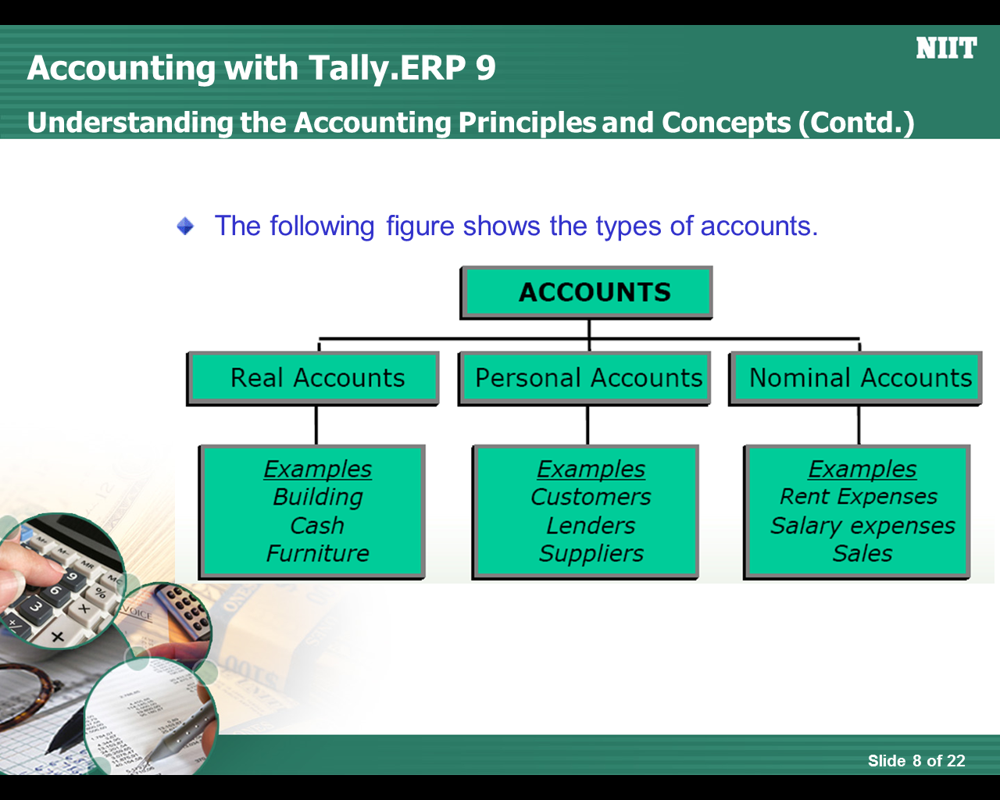 NIIT
Accounting with Tally.ERP 9
Understanding the Accounting Principles and Concepts (Contd.)
The following figure shows the types of accounts.
ACCOUNTS
Real Accounts
Personal Accounts
Nominal Accounts
Examples
Building
Cash
Furniture
Examples
Customers
Lenders
Suppliers
Examples
Rent Expenses
Salary expenses
Sales
Slide 8 of 22